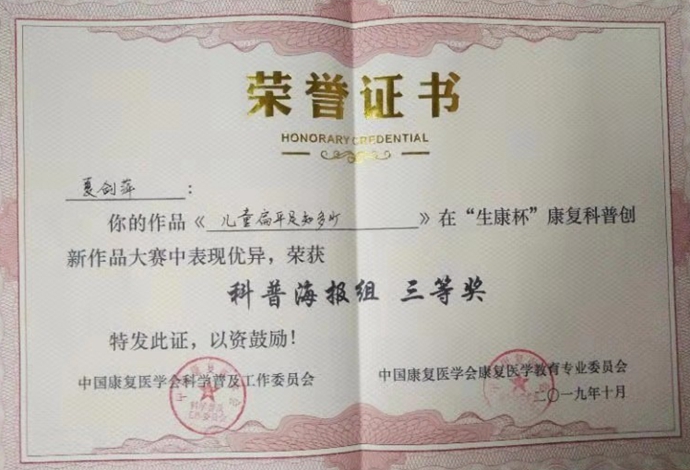 荣誉证书
HONORARY CREDENTIAL
夏剑萍：
你的作品《儿童扁平足知多少》在“生康杯”康复科普创
新作品大赛中表现优异，荣获
科普海报组 三等奖
特发此证，以资鼓励！
中国康复医学会科学普及工作委员会
中国康复医学会康复医学教育专业委员会
二〇一九年十月